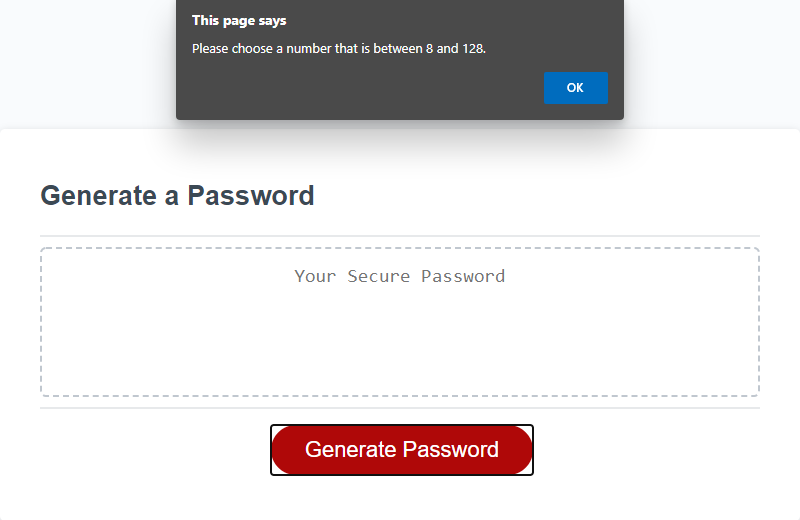 This page says
Please choose a number that is between 8 and 128.
OK
Generate a Password
Your Secure Password
Generate Password